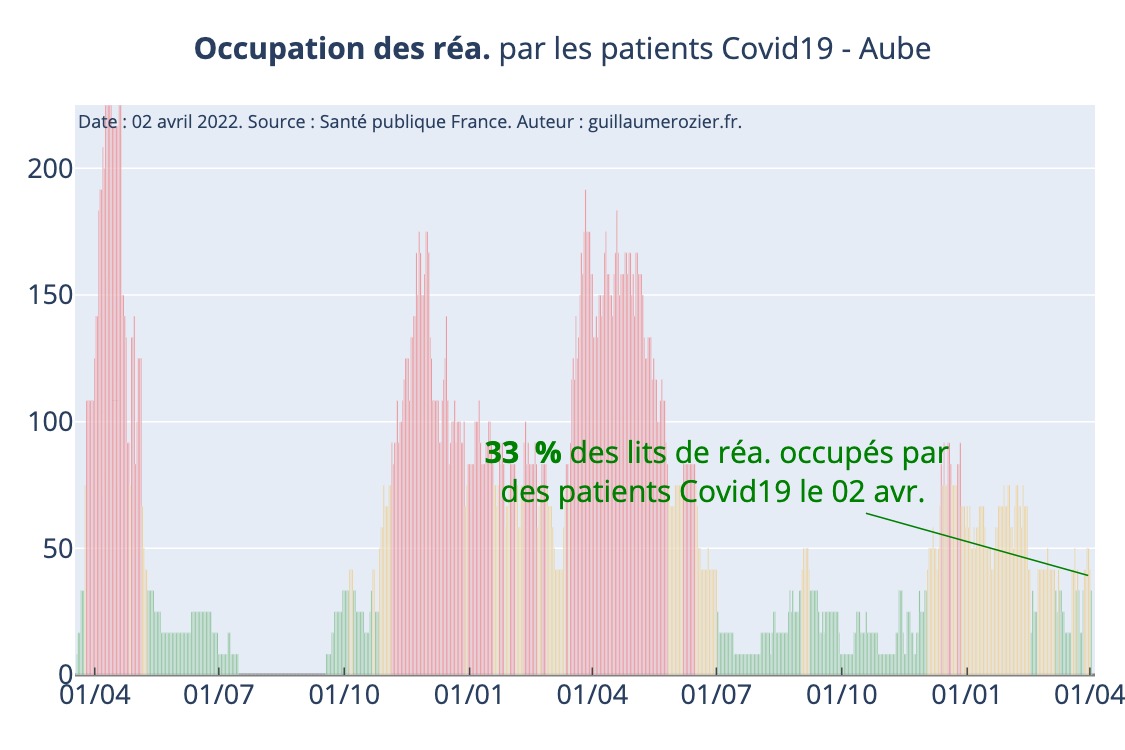 Occupation des réa. par les patients Covid19 - Aube
Date : 02 avril 2022. Source : Santé publique France. Auteur : guillaumerozier.fr.
200
150
100
50
0
33 % des lits de réa. occupés par
des patients Covid19 le 02 avr.
01/04 01/07 01/10 01/01 01/04 01/07 01/10 01/01 01/04